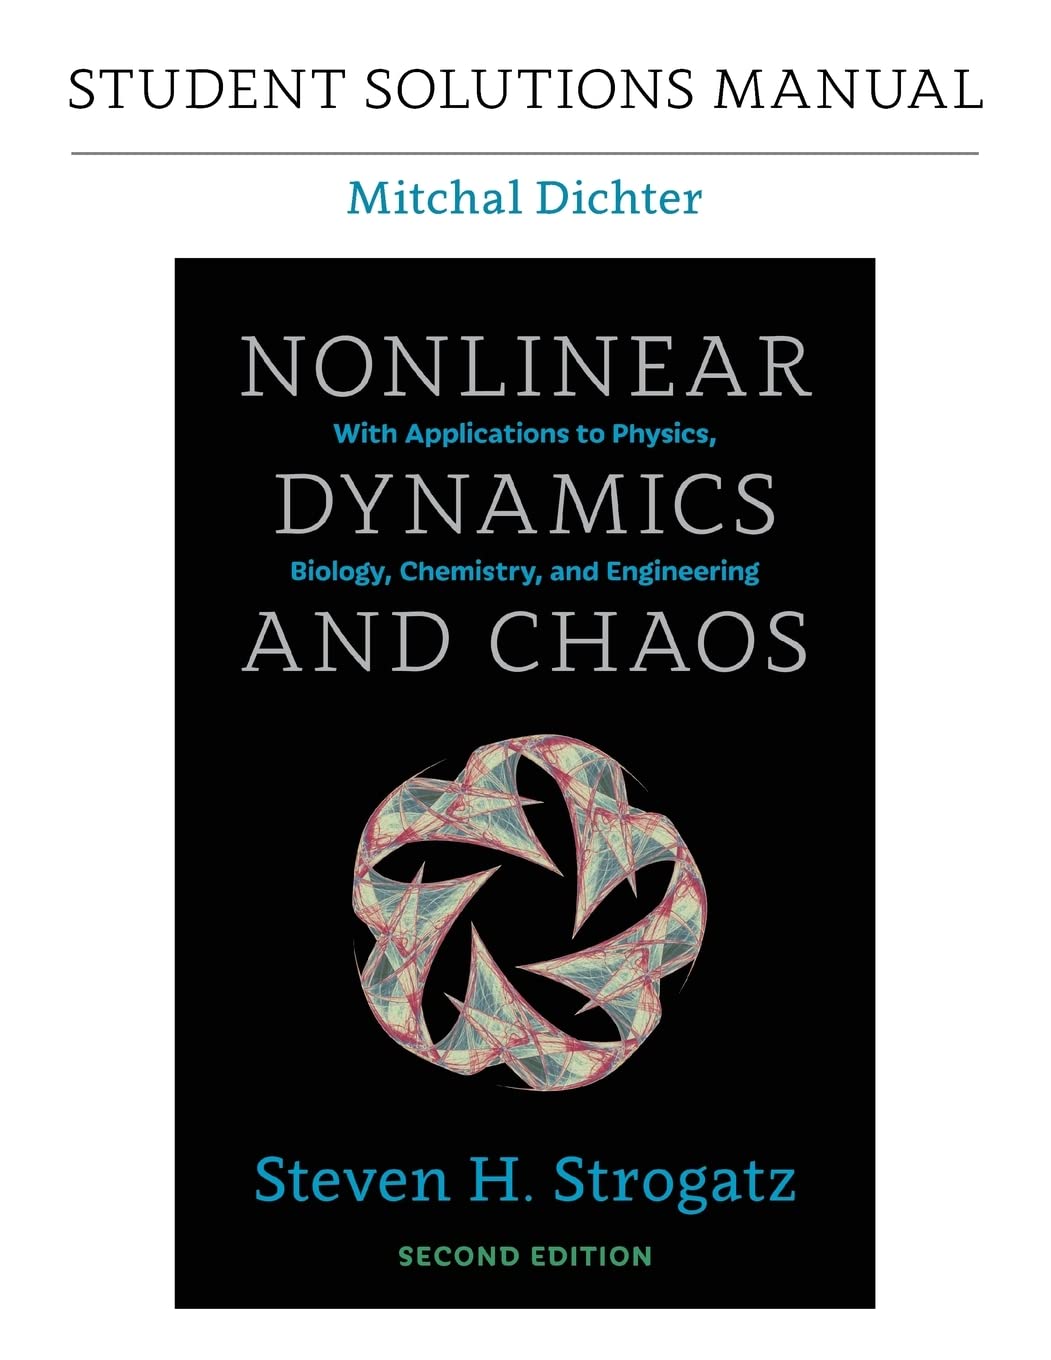 STUDENT SOLUTIONS MANUAL
Mitchal Dichter
NONLINEAR
With Applications to Physics,
DYNAMICS
Biology, Chemistry, and Engineering
AND CHAOS
Steven H. Strogatz
SECOND EDITION